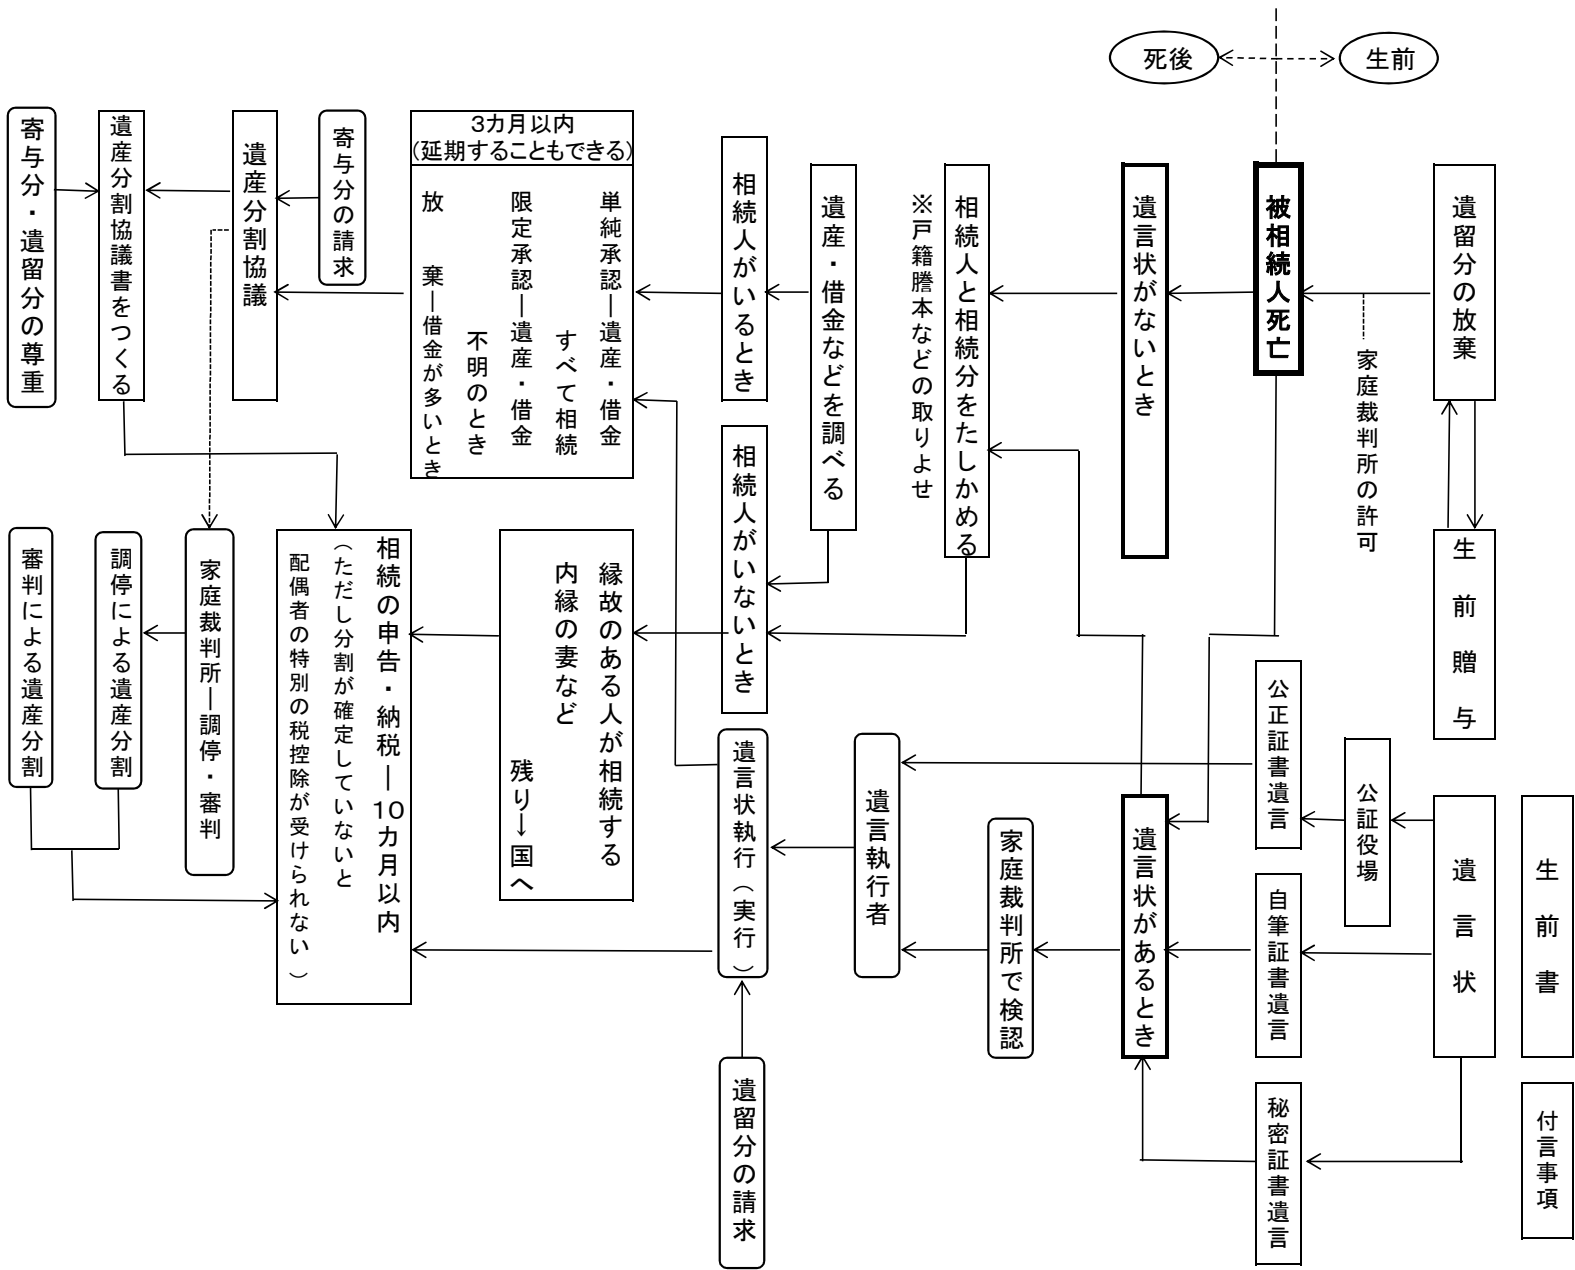 死後
生前
遺留分の放棄
家庭裁判所の許可
被相続人死亡
遺言状がないとき
相続人と相続分をたしかめる
※戸籍謄本などの取りよせ
遺産・借金などを調べる
相続人がいるとき
3カ月以内
(延期することもできる)
単純承認―遺産・借金
すべて相続
限定承認―遺産・借金
不明のとき
放　棄―借金が多いとき
寄与分の請求
遺産分割協議
遺産分割協議書をつくる
寄与分・遺留分の尊重
生前贈与
相続人がいないとき
縁故のある人が相続する
内縁の妻など
残り→国へ
相続の申告・納税―10カ月以内
(ただし分割が確定していないと
配偶者の特別の税控除が受けられない)
家庭裁判所―調停・審判
調停による遺産分割
審判による遺産分割
生前書
付言事項
遺言状
公証役場
公正証書遺言
自筆証書遺言
秘密証書遺言
遺言状があるとき
家庭裁判所で検認
遺言執行者
遺言状執行(実行)
遺留分の請求